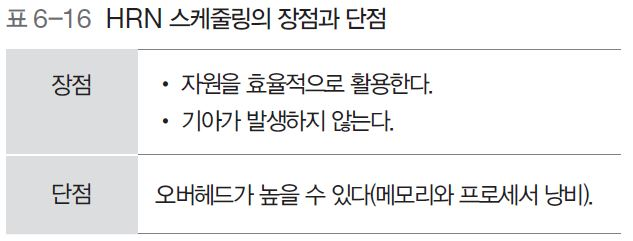 표 6-16 HRN 스케줄링의 장점과 단점
장점
• 자원을 효율적으로 활용한다.
• 기아가 발생하지 않는다.
단점
오버헤드가 높을 수 있다(메모리와 프로세서 낭비).